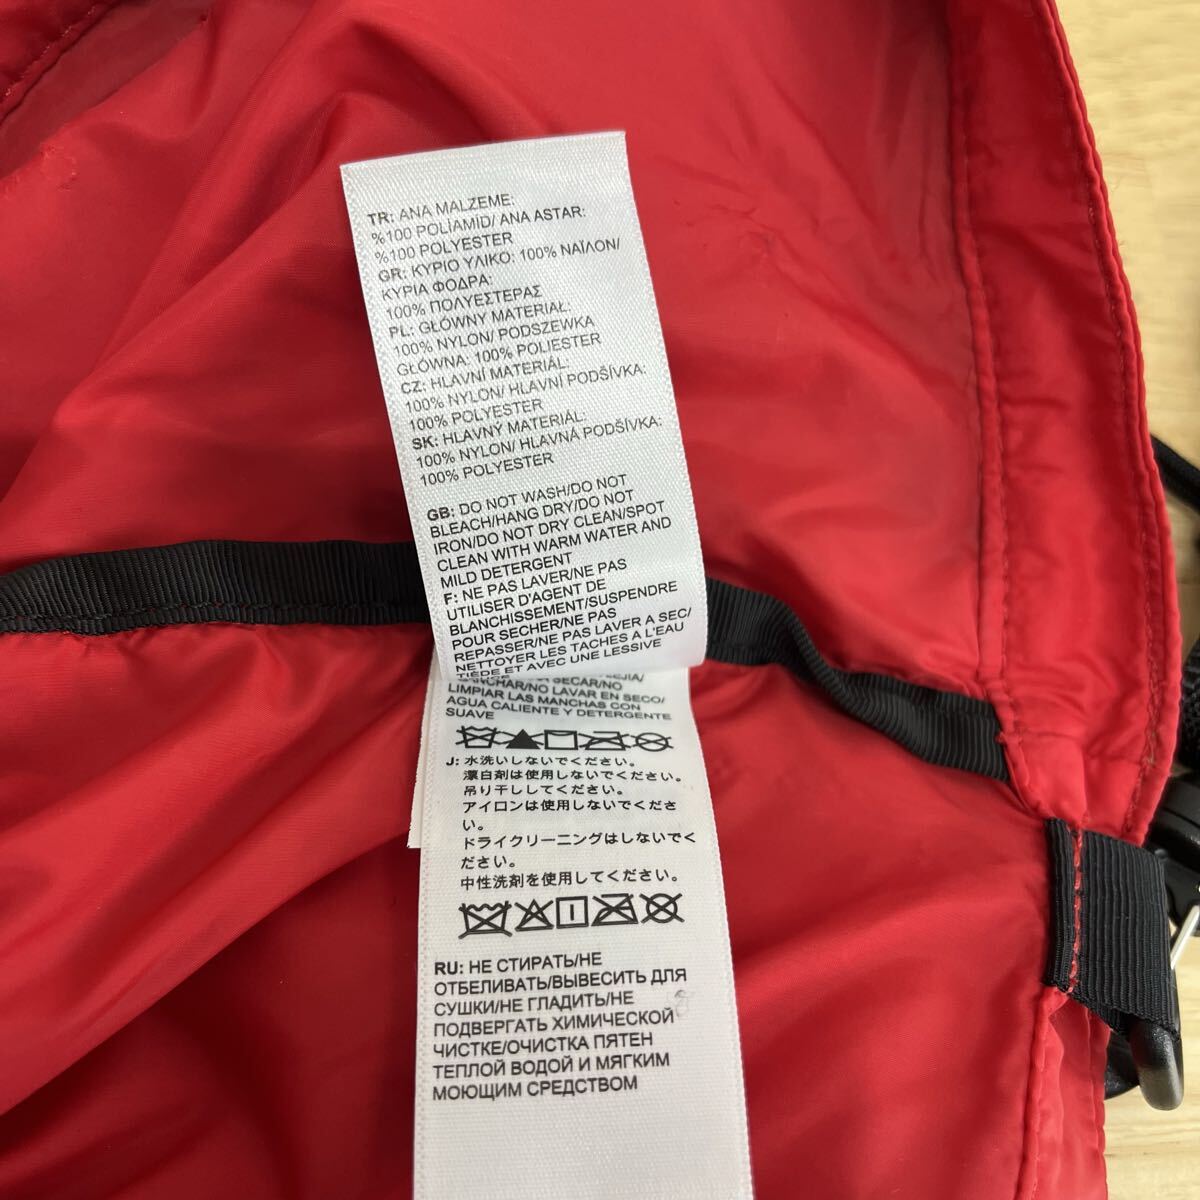 TR: ANA MALZEME:
%100 POLİAMİD/ ANA ASTAR:
%100 POLYESTER
GR: ΚΥΡΙΟ ΥΛΙΚΟ: 100% ΝΑΪΛΟΝ/
ΚΥΡΙΑ ΦΟΔΡΑ:
100% ΠΟΛΥΕΣΤΕΡΑΣ
PL: GŁÓWNY MATERIAŁ:
100% NYLON/ PODSZEWKA
GŁÓWNA: 100% POLIESTER
CZ: HLAVNÍ MATERIÁL:
100% NYLON/ HLAVNÍ PODŠÍVKA:
100% POLYESTER
SK: HLAVNÝ MATERIÁL:
100% NYLON/ HLAVNÁ PODŠÍVKA:
100% POLYESTER
GB: DO NOT WASH/DO NOT
BLEACH/HANG DRY/DO NOT
IRON/DO NOT DRY CLEAN/SPOT
CLEAN WITH WARM WATER AND
MILD DETERGENT
F: NE PAS LAVER/NE PAS
UTILISER D'AGENT DE
BLANCHISSEMENT/SUSPENDRE
POUR SECHER/NE PAS
REPASSER/NE PAS LAVER A SEC/
NETTOYER LES TACHES A L'EAU
TIÈDE ET AVEC UNE LESSIVE
SECAR/NO
LIMPIAR LAS MANCHAS CON
LAVAR EN SECO/
AGUA CALIENTE Y DETERGENTE
SUAVE
J: 水洗いしないでください。
漂白剤は使用しないでください。
吊り干ししてください。
アイロンは使用しないでくださ
い。
ドライクリーニングはしないでく
ださい。
中性洗剤を使用してください。
RU: НЕ СТИРАТЬ/НЕ
ОТБЕЛИВАТЬ/ВЫВЕСИТЬ ДЛЯ
СУШКИ/НЕ ГЛАДИТЬ/НЕ
ПОДВЕРГАТЬ ХИМИЧЕСКОЙ
ЧИСТКЕ/ОЧИСТКА ПЯТЕН
ТЕПЛОЙ ВОДОЙ И МЯГКИМ
МОЮЩИМ СРЕДСТВОМ